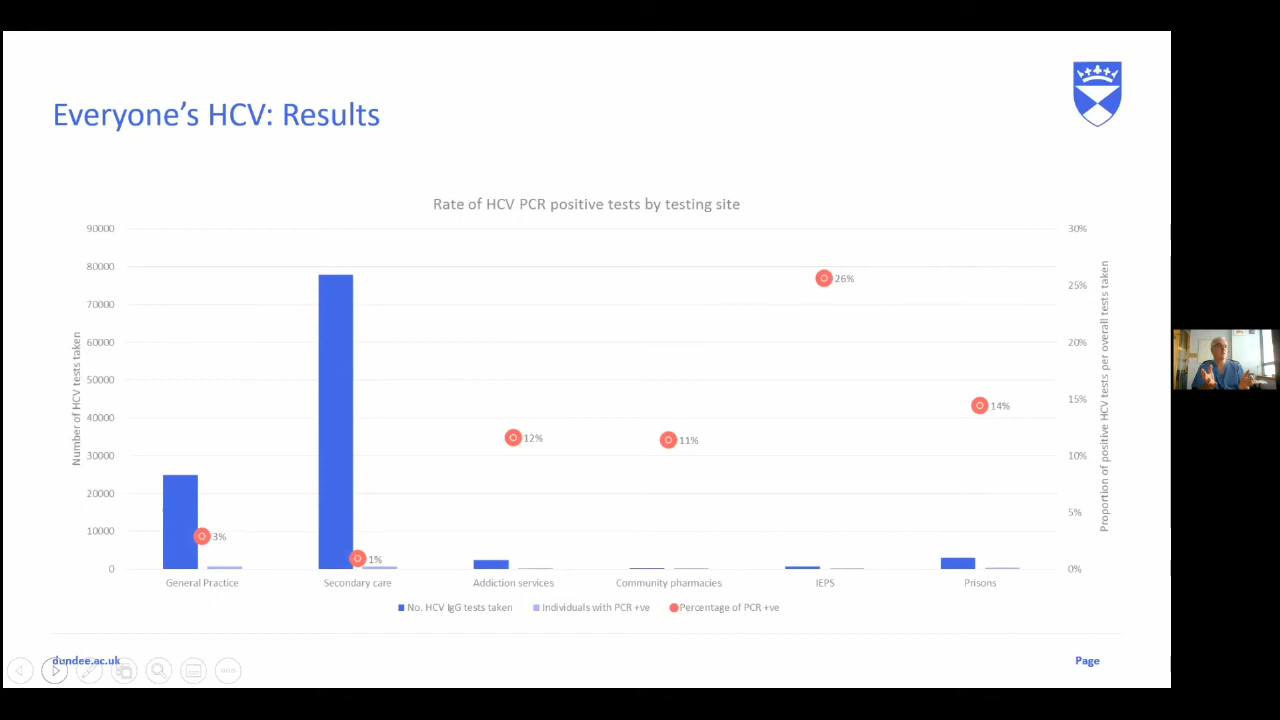 Everyone's HCV: Results
Rate of HCV PCR positive tests by testing site
90000
80000
70000
60000
50000
40000
30000
20000
10000
0
Number of HCV tests taken
30%
25%
20%
15%
10%
5%
0%
Proportion of positive HCV tests per overall tests taken
3%
1%
12%
11%
26%
14%
General Practice
Secondary care
Addiction services
Community pharmacies
IEPS
Prisons
No. HCV IgG tests taken
Individuals with PCR +ve
Percentage of PCR +ve
dundee.ac.uk
Page